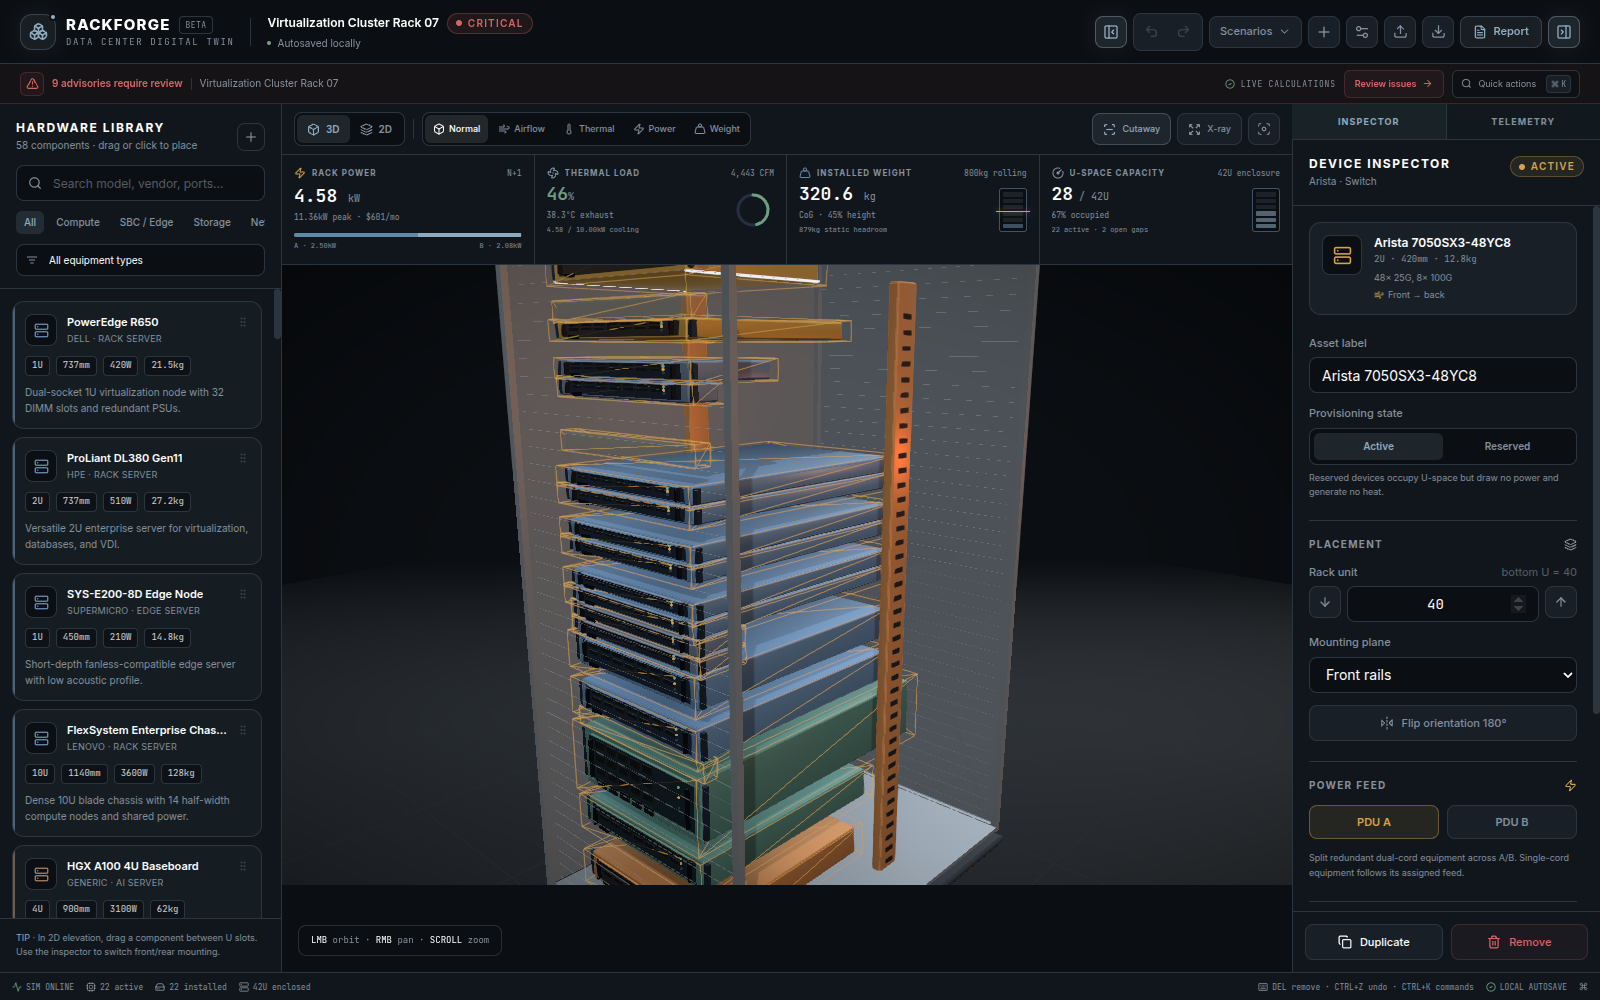 RACKFORGE BETA
DATA CENTER DIGITAL TWIN
Virtualization Cluster Rack 07 CRITICAL
Autosaved locally
Scenarios
Report
9 advisories require review Virtualization Cluster Rack 07
LIVE CALCULATIONS
Review issues →
Quick actions ⌘K
HARDWARE LIBRARY
58 components · drag or click to place
Search model, vendor, ports...
All Compute SBC / Edge Storage Ne
All equipment types
PowerEdge R650
DELL · RACK SERVER
1U 737mm 420W 21.5kg
Dual-socket 1U virtualization node with 32
DIMM slots and redundant PSUs.
ProLiant DL380 Gen11
HPE · RACK SERVER
2U 737mm 510W 27.2kg
Versatile 2U enterprise server for virtualization,
databases, and VDI.
SYS-E200-8D Edge Node
SUPERMICRO · EDGE SERVER
1U 450mm 210W 14.8kg
Short-depth fanless-compatible edge server
with low acoustic profile.
FlexSystem Enterprise Chas...
LENOVO · RACK SERVER
10U 1140mm 3600W 128kg
Dense 10U blade chassis with 14 half-width
compute nodes and shared power.
HGX A100 4U Baseboard
GENERIC · AI SERVER
4U 900mm 3100W 62kg
TIP · In 2D elevation, drag a component between U slots.
Use the inspector to switch front/rear mounting.
3D 2D
Normal Airflow Thermal Power Weight
Cutaway X-ray
RACK POWER N+1
4.58 kW
11.36kW peak · $601/mo
A · 2.50kW B · 2.08kW
THERMAL LOAD 4,443 CFM
46%
38.3°C exhaust
4.58 / 10.00kW cooling
INSTALLED WEIGHT 800kg rolling
320.6 kg
CoG · 45% height
879kg static headroom
U-SPACE CAPACITY 42U enclosure
28 / 42U
67% occupied
22 active · 2 open gaps
LMB orbit · RMB pan · SCROLL zoom
INSPECTOR TELEMETRY
DEVICE INSPECTOR ACTIVE
Arista · Switch
Arista 7050SX3-48YC8
2U · 420mm · 12.8kg
48× 25G, 8× 100G
Front → back
Asset label
Arista 7050SX3-48YC8
Provisioning state
Active Reserved
Reserved devices occupy U-space but draw no power and
generate no heat.
PLACEMENT
Rack unit bottom U = 40
40
Mounting plane
Front rails
Flip orientation 180°
POWER FEED
PDU A PDU B
Split redundant dual-cord equipment across A/B. Single-cord
equipment follows its assigned feed.
Duplicate Remove
SIM ONLINE 22 active 22 installed 42U enclosed
DEL remove · CTRL+Z undo · CTRL+K commands LOCAL AUTOSAVE ⌘